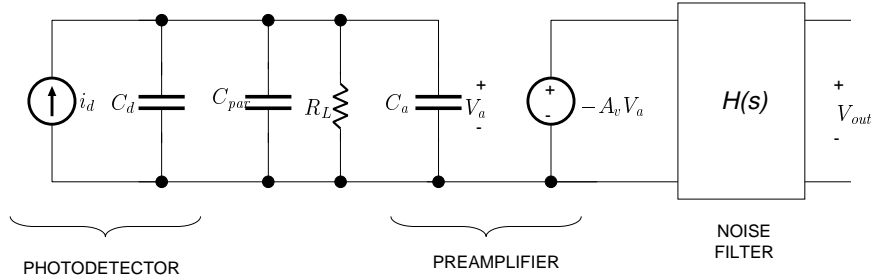 i_d
C_d
C_par
R_L
C_a
+
V_a
-
+
-
−A_v V_a
H(s)
+
V_out
-
PHOTODETECTOR
PREAMPLIFIER
NOISE
FILTER